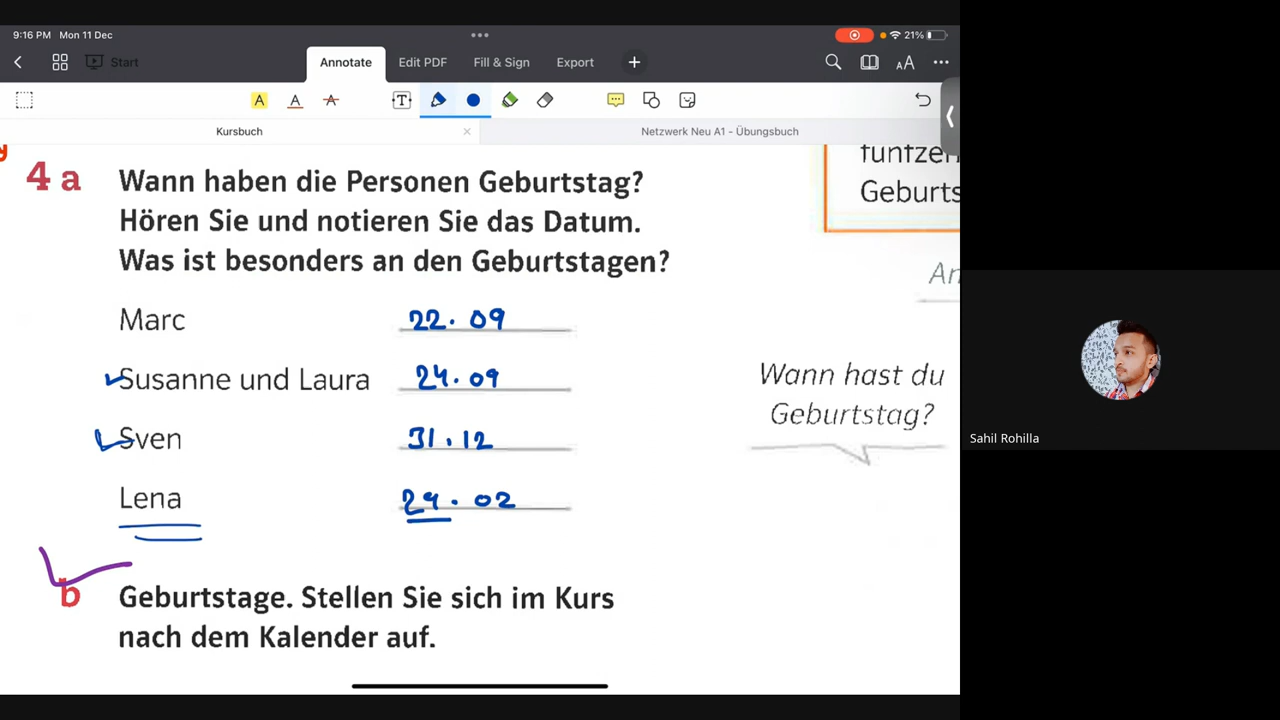 9:16 PM Mon 11 Dec
21%
Start
Annotate
Edit PDF
Fill & Sign
Export
Kursbuch
Netzwerk Neu A1 - Übungsbuch
4 a Wann haben die Personen Geburtstag?
Hören Sie und notieren Sie das Datum.
Was ist besonders an den Geburtstagen?
Marc 22.09
Susanne und Laura 24.09
Sven 31.12
Lena 29.02
b Geburtstage. Stellen Sie sich im Kurs
nach dem Kalender auf.
Geburts
Wann hast du
Geburtstag?
Sahil Rohilla